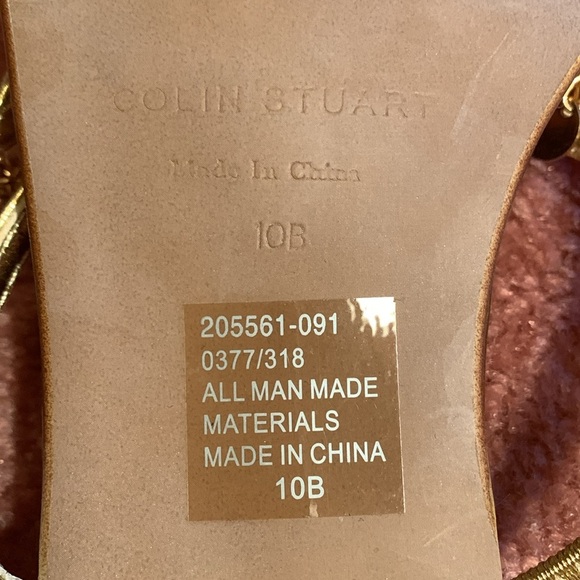 COLIN STUART
Made In China
10B
205561-091
0377/318
ALL MAN MADE
MATERIALS
MADE IN CHINA
10B